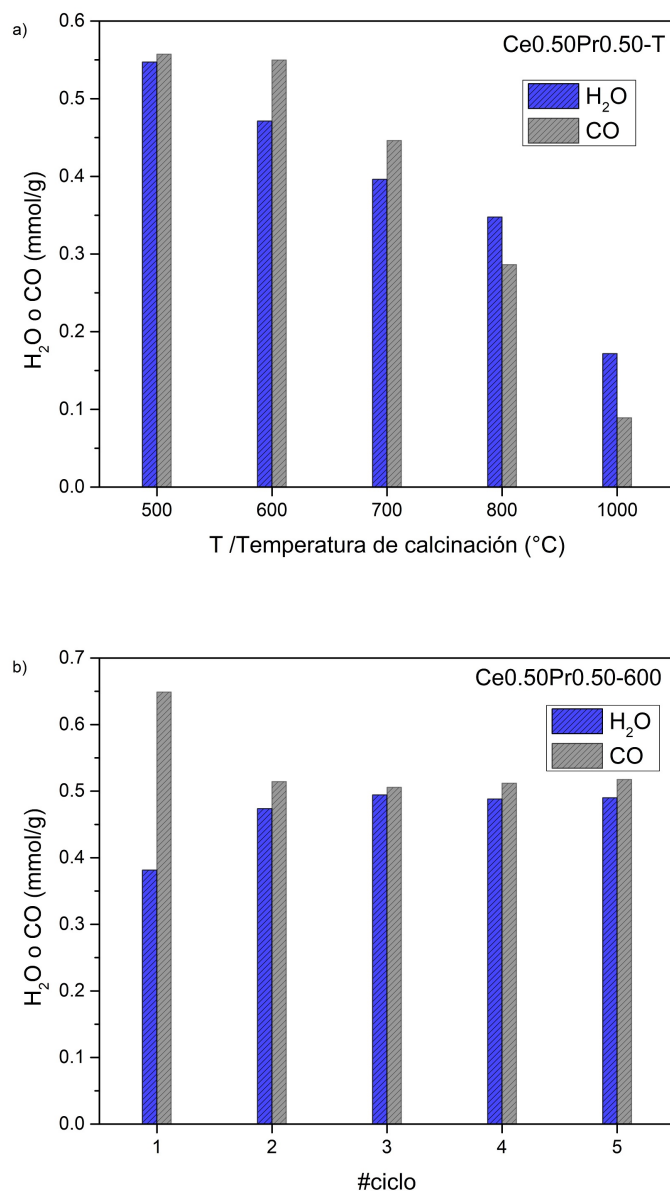 a)
Ce0.50Pr0.50-T
H₂O
CO
H₂O o CO (mmol/g)
0.6
0.5
0.4
0.3
0.2
0.1
0.0
500 600 700 800 1000
T /Temperatura de calcinación (°C)
b)
Ce0.50Pr0.50-600
H₂O
CO
H₂O o CO (mmol/g)
0.7
0.6
0.5
0.4
0.3
0.2
0.1
0.0
1 2 3 4 5
#ciclo